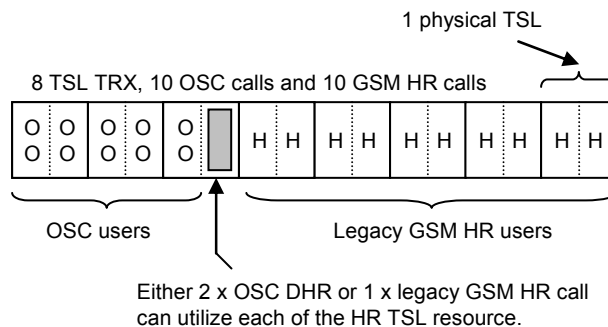 1 physical TSL
8 TSL TRX, 10 OSC calls and 10 GSM HR calls
O O O O O H H H H H H H H H H
O O O O O
OSC users Legacy GSM HR users
Either 2 x OSC DHR or 1 x legacy GSM HR call
can utilize each of the HR TSL resource.